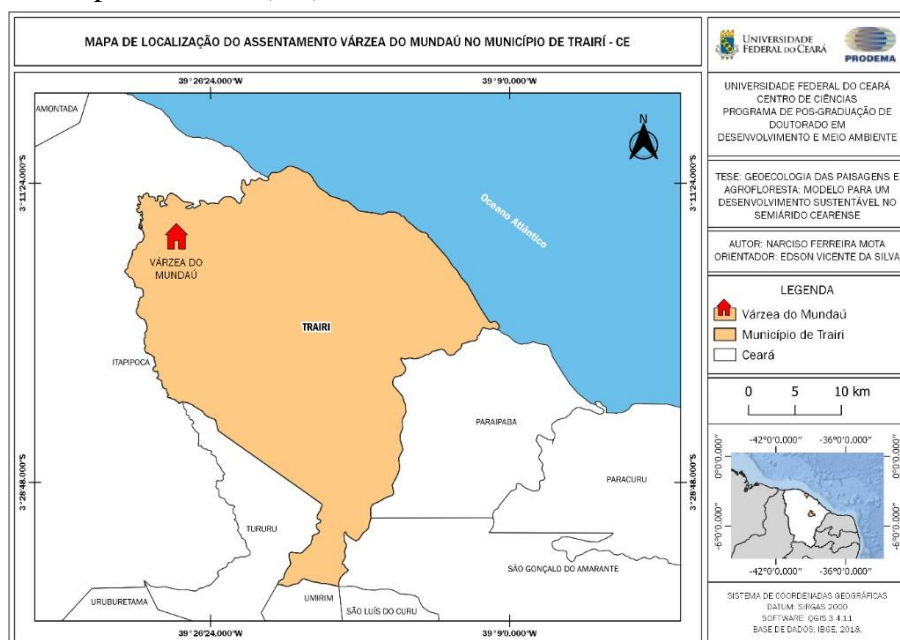 MAPA DE LOCALIZAÇÃO DO ASSENTAMENTO VÁRZEA DO MUNDAÚ NO MUNICÍPIO DE TRAIRÍ - CE
39°26'24.000"W
39°9'0.000"W
AMONTADA
N
3°11'24.000"S
3°11'24.000"S
Oceano Atlântico
VÁRZEA DO
MUNDAÚ
TRAIRI
ITAPIPOCA
PARAIPABA
PARACURU
3°28'48.000"S
3°28'48.000"S
TURURU
SÃO GONÇALO DO AMARANTE
URUBURETAMA
UMIRIM
SÃO LUÍS DO CURU
39°26'24.000"W
39°9'0.000"W
UNIVERSIDADE
FEDERAL DO CEARÁ
PRODEMA
UNIVERSIDADE FEDERAL DO CEARÁ
CENTRO DE CIÊNCIAS
PROGRAMA DE POS-GRADUAÇÃO DE
DOUTORADO EM
DESENVOLVIMENTO E MEIO AMBIENTE
TESE: GEOECOLOGIA DAS PAISAGENS E
AGROFLORESTA: MODELO PARA UM
DESENVOLVIMENTO SUSTENTÁVEL NO
SEMIÁRIDO CEARENSE
AUTOR: NARCISO FERREIRA MOTA
ORIENTADOR: EDSON VICENTE DA SILVA
LEGENDA
Várzea do Mundaú
Município de Trairi
Ceará
0 5 10 km
-42°0'0.000" -36°0'0.000"
0°0'0.000"
0°0'0.000"
-6°0'0.000"
-6°0'0.000"
-42°0'0.000" -36°0'0.000"
SISTEMA DE COORDENADAS GEOGRÁFICAS
DATUM: SIRGAS 2000
SOFTWARE: QGIS 3.4.11
BASE DE DADOS: IBGE, 2018.